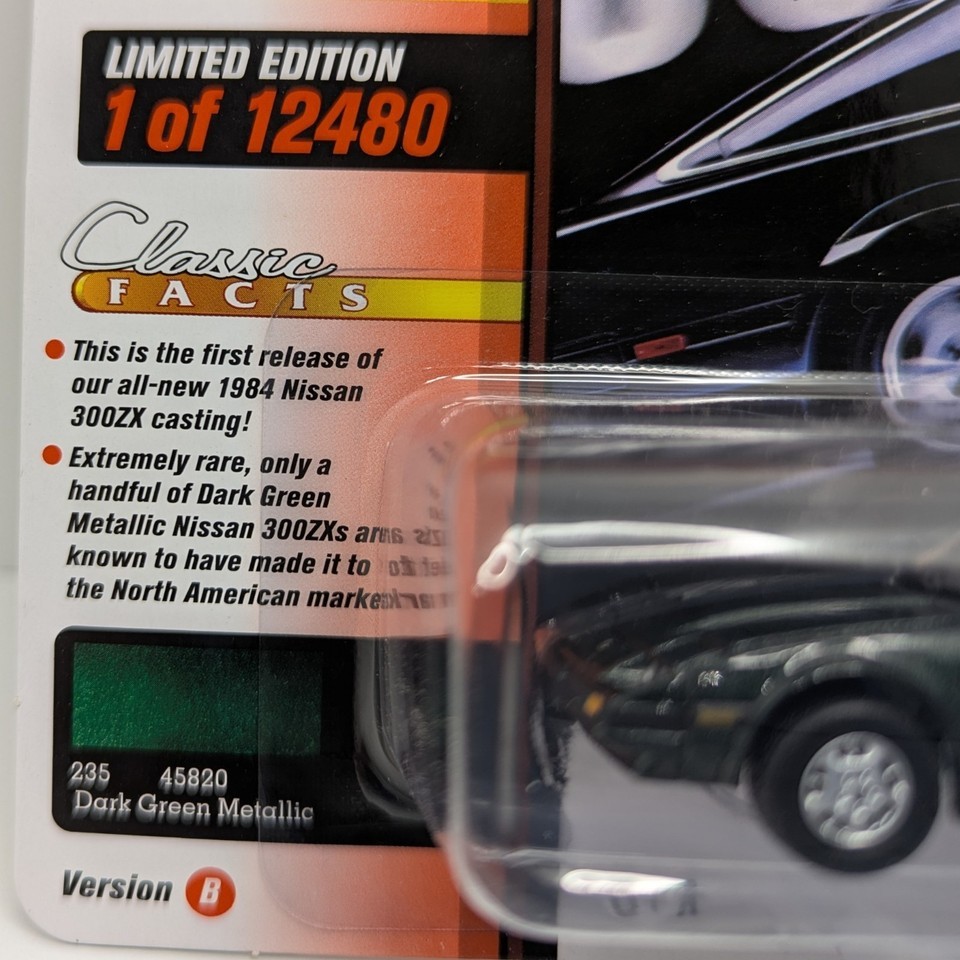 LIMITED EDITION
1 of 12480
Classic
FACTS
This is the first release of
our all-new 1984 Nissan
300ZX casting!
Extremely rare, only a
handful of Dark Green
Metallic Nissan 300ZXs are
known to have made it to
the North American market
235 45820
Dark Green Metallic
Version B